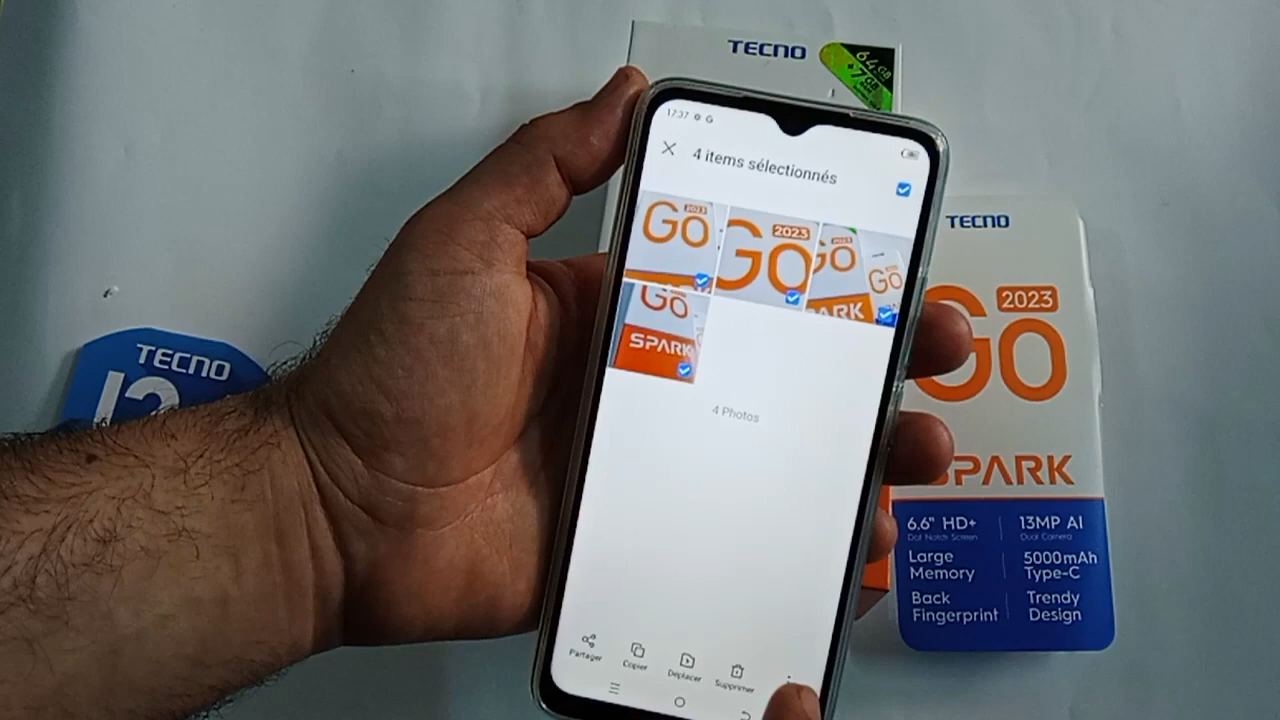 TECNO
64GB
+7GB
17:37 G
4 items sélectionnés
GO 2023
GO 2023
GO 2023
GO
GO
SPARK
4 Photos
Partager
Copier
Déplacer
Supprimer
TECNO
TECNO
GO 2023
SPARK
6.6" HD+
Dot Notch Screen
13MP AI
Dual Camera
Large
Memory
5000mAh
Type-C
Back
Fingerprint
Trendy
Design